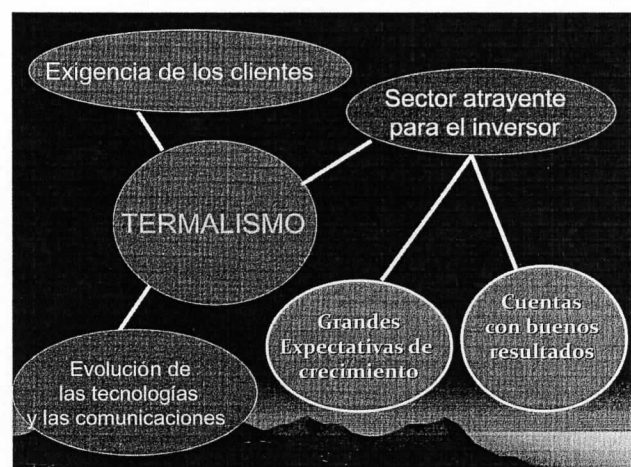 Exigencia de los clientes
Sector atrayente
para el inversor
TERMALISMO
Grandes
Expectativas de
crecimiento
Cuentas
con buenos
resultados
Evolución de
las tecnologías
y las comunicaciones